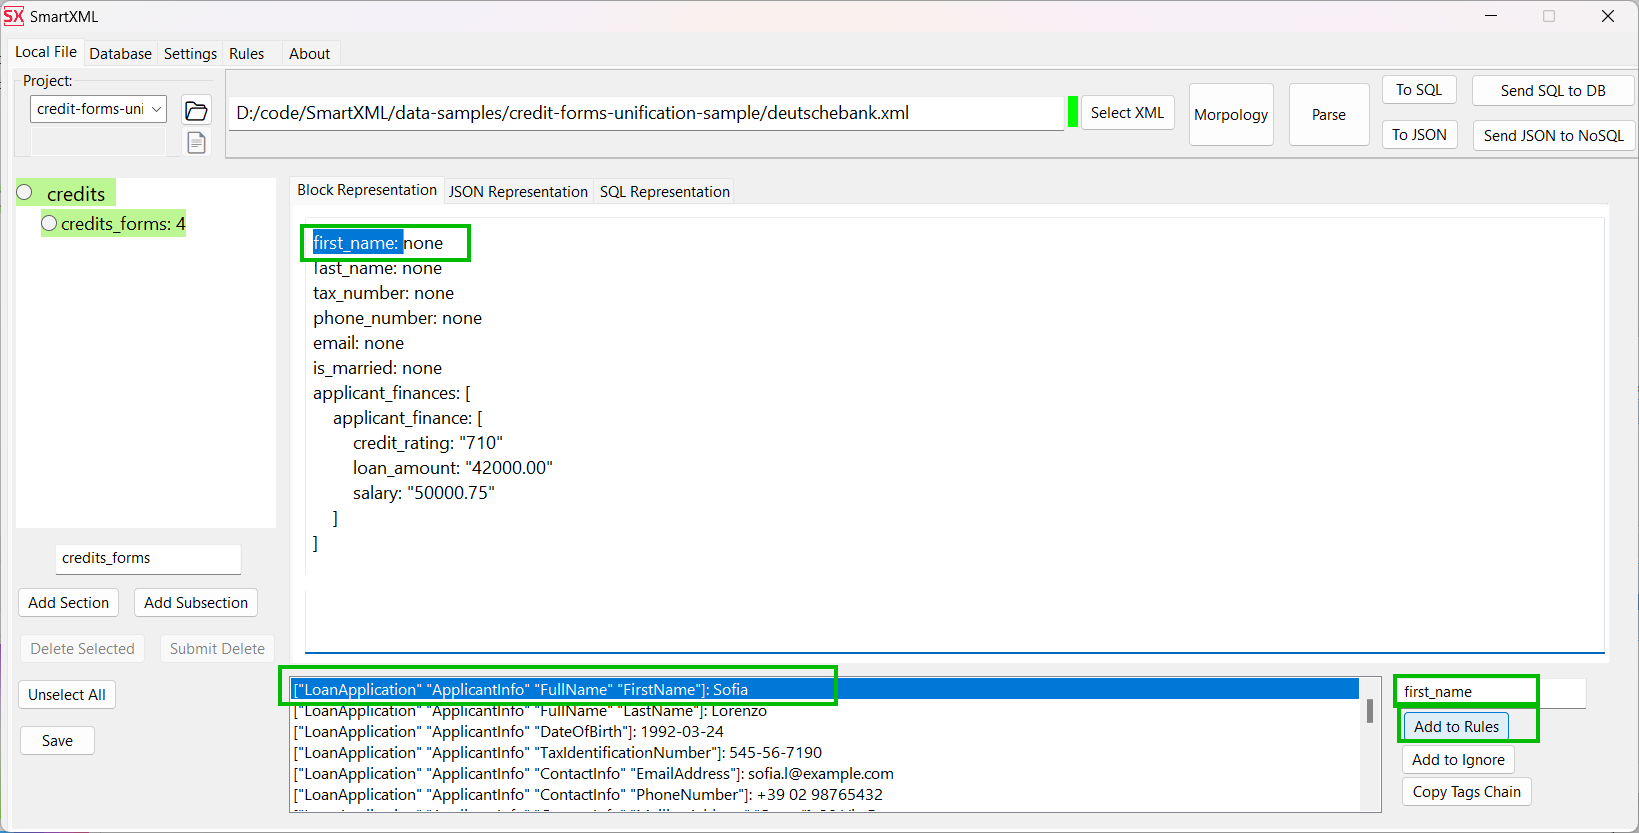 SX SmartXML
Local File Database Settings Rules About
Project:
credit-forms-uni
D:/code/SmartXML/data-samples/credit-forms-unification-sample/deutschebank.xml
Select XML
Morpology
Parse
To SQL
Send SQL to DB
To JSON
Send JSON to NoSQL
credits
credits_forms: 4
Block Representation JSON Representation SQL Representation
first_name: none
last_name: none
tax_number: none
phone_number: none
email: none
is_married: none
applicant_finances: [
applicant_finance: [
credit_rating: "710"
loan_amount: "42000.00"
salary: "50000.75"
]
]
credits_forms
Add Section Add Subsection
Delete Selected Submit Delete
Unselect All
Save
["LoanApplication" "ApplicantInfo" "FullName" "FirstName"]: Sofia
["LoanApplication" "ApplicantInfo" "FullName" "LastName"]: Lorenzo
["LoanApplication" "ApplicantInfo" "DateOfBirth"]: 1992-03-24
["LoanApplication" "ApplicantInfo" "TaxIdentificationNumber"]: 545-56-7190
["LoanApplication" "ApplicantInfo" "ContactInfo" "EmailAddress"]: sofia.l@example.com
["LoanApplication" "ApplicantInfo" "ContactInfo" "PhoneNumber"]: +39 02 98765432
first_name
Add to Rules
Add to Ignore
Copy Tags Chain